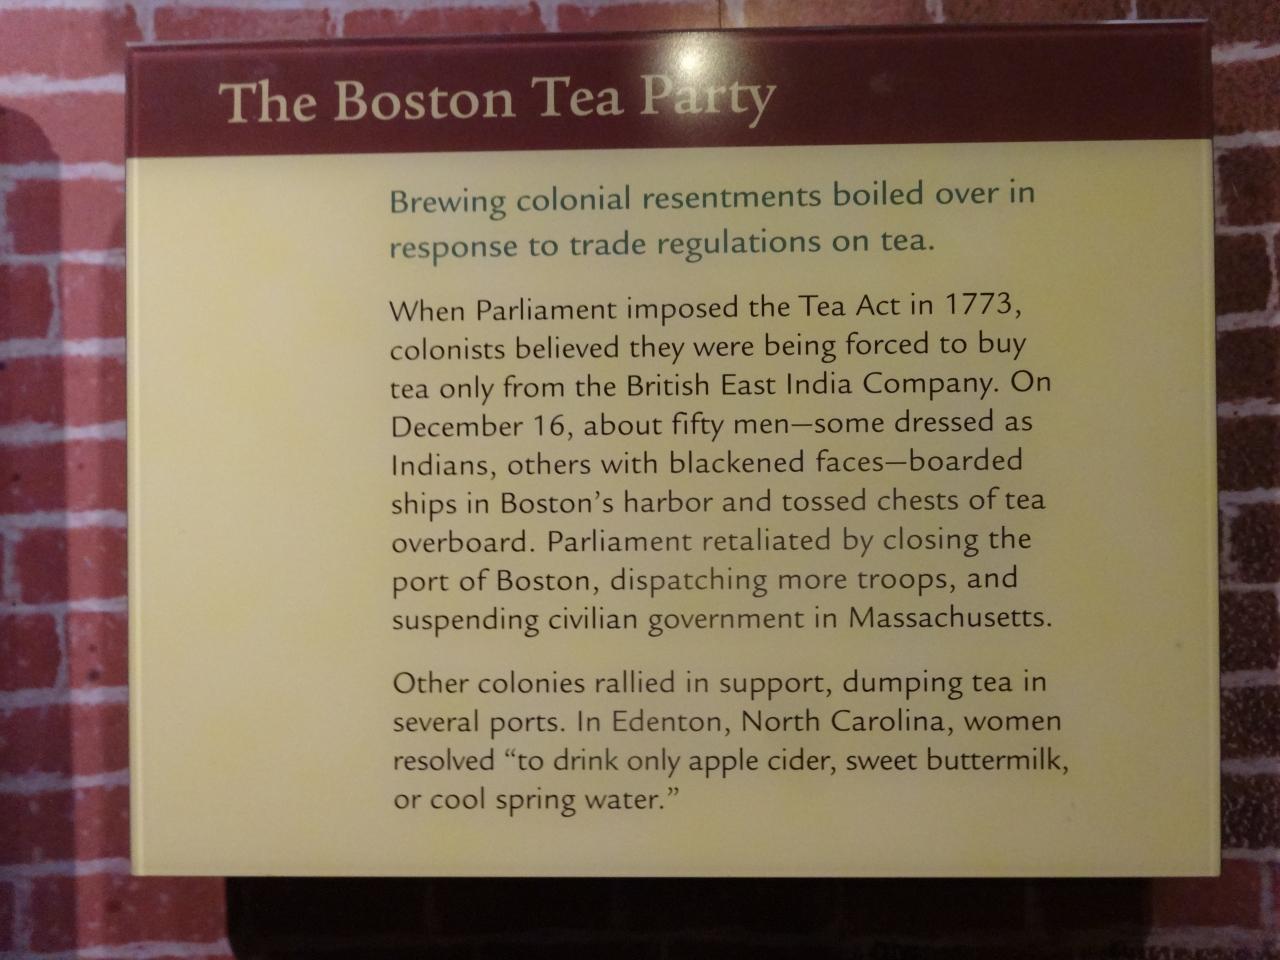 The Boston Tea Party
Brewing colonial resentments boiled over in
response to trade regulations on tea.
When Parliament imposed the Tea Act in 1773,
colonists believed they were being forced to buy
tea only from the British East India Company. On
December 16, about fifty men—some dressed as
Indians, others with blackened faces—boarded
ships in Boston’s harbor and tossed chests of tea
overboard. Parliament retaliated by closing the
port of Boston, dispatching more troops, and
suspending civilian government in Massachusetts.
Other colonies rallied in support, dumping tea in
several ports. In Edenton, North Carolina, women
resolved “to drink only apple cider, sweet buttermilk,
or cool spring water.”